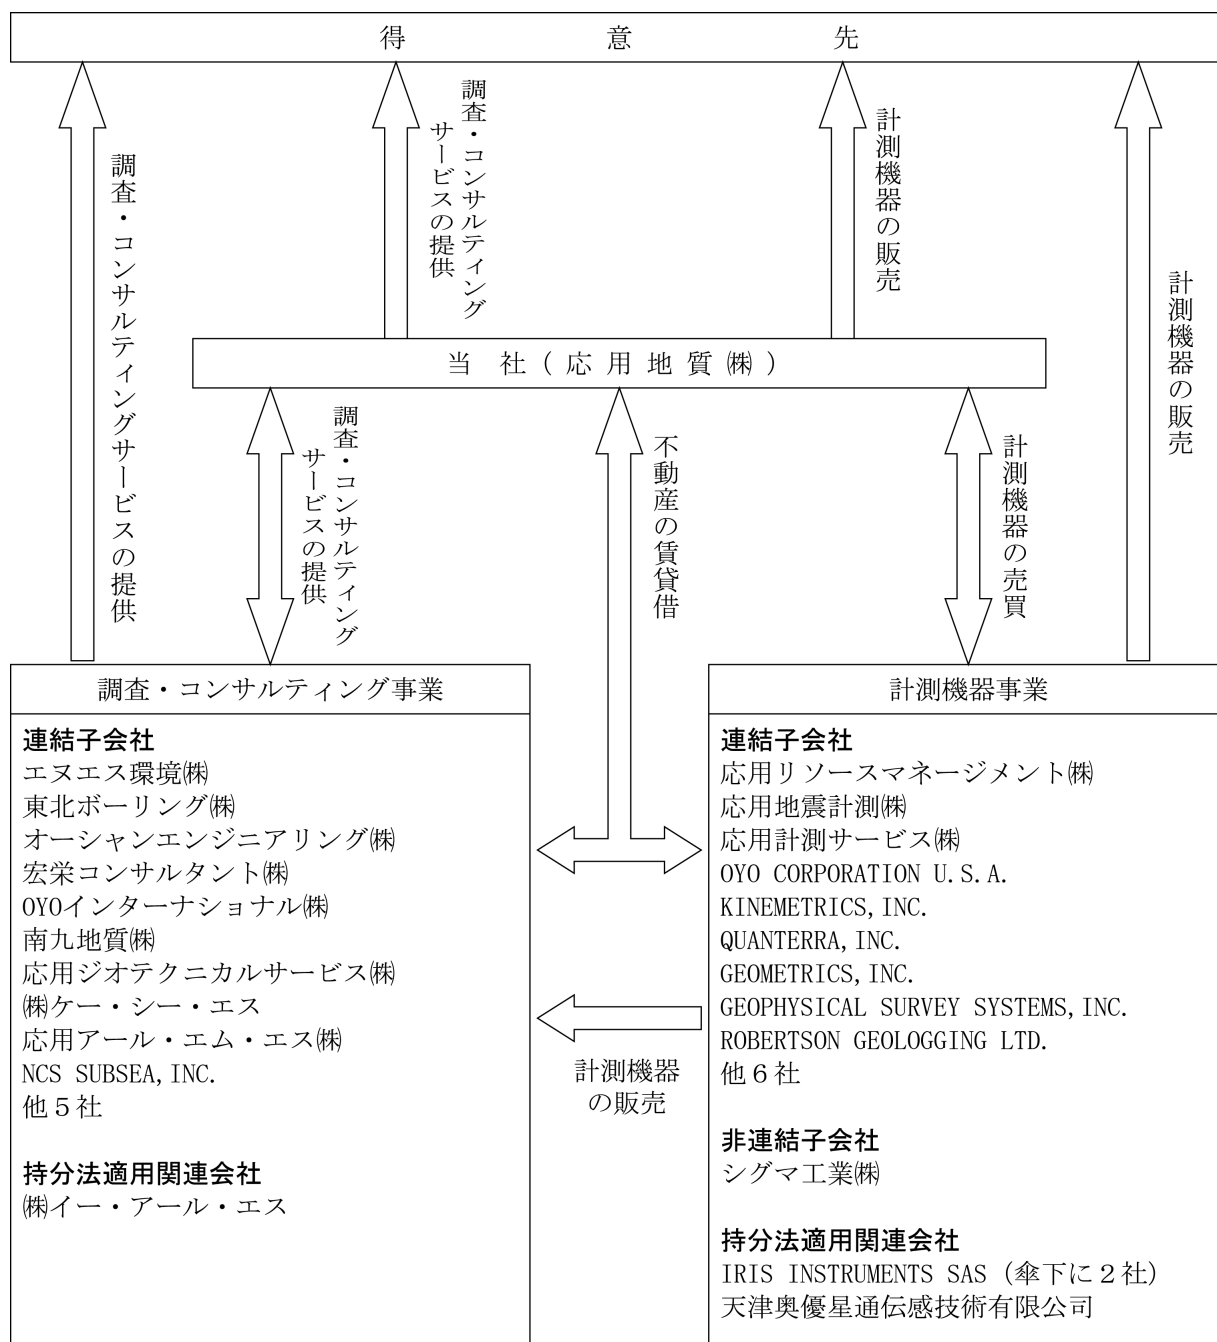 得意先
調査・コンサルティングサービスの提供
調査・コンサルティング
サービスの提供
計測機器の販売
計測機器の販売
当社(応用地質㈱)
調査・コンサルティング
サービスの提供
不動産の賃貸借
計測機器の売買
調査・コンサルティング事業
連結子会社
エヌエス環境㈱
東北ボーリング㈱
オーシャンエンジニアリング㈱
宏栄コンサルタント㈱
OYOインターナショナル㈱
南九地質㈱
応用ジオテクニカルサービス㈱
㈱ケー・シー・エス
応用アール・エム・エス㈱
NCS SUBSEA, INC.
他5社
持分法適用関連会社
㈱イー・アール・エス
計測機器
の販売
計測機器事業
連結子会社
応用リソースマネージメント㈱
応用地震計測㈱
応用計測サービス㈱
OYO CORPORATION U.S.A.
KINEMETRICS, INC.
QUANTERRA, INC.
GEOMETRICS, INC.
GEOPHYSICAL SURVEY SYSTEMS, INC.
ROBERTSON GEOLOGGING LTD.
他6社
非連結子会社
シグマ工業㈱
持分法適用関連会社
IRIS INSTRUMENTS SAS(傘下に2社)
天津奥優星通伝感技術有限公司